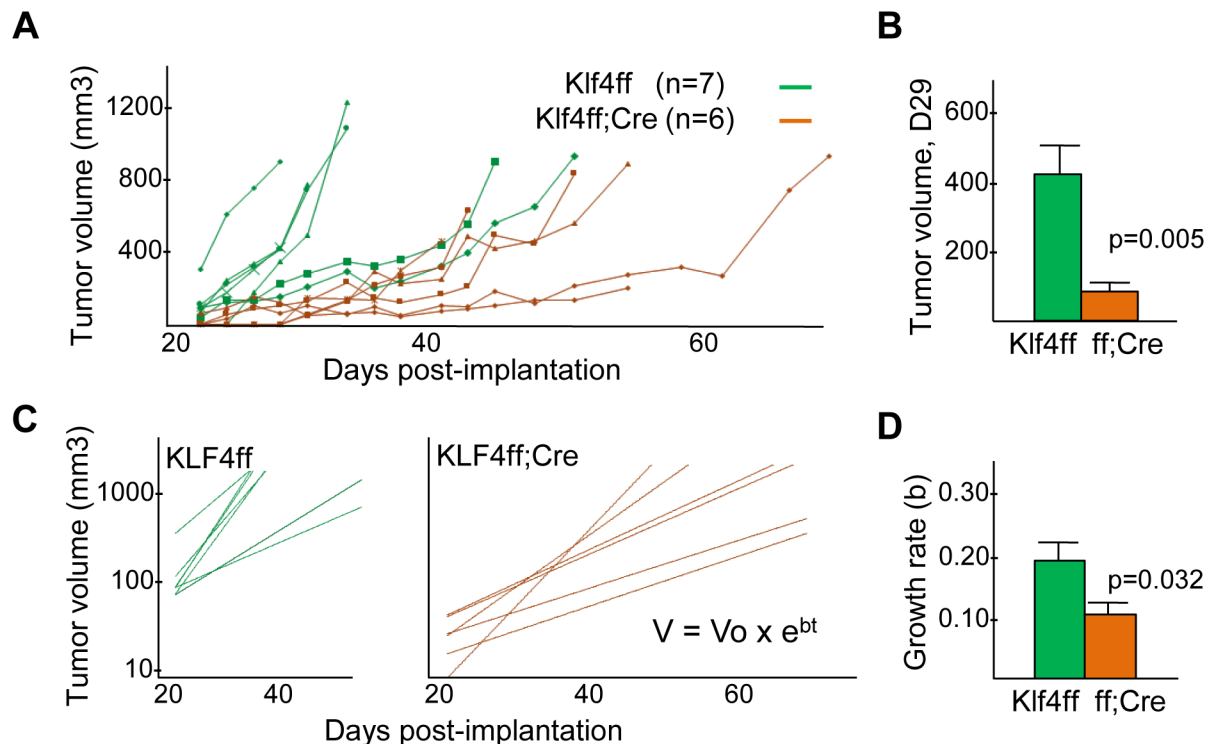 A
Tumor volume (mm3)
1200
800
400
20
40
60
Days post-implantation
Klf4ff (n=7)
Klf4ff;Cre (n=6)
B
Tumor volume, D29
600
400
200
p=0.005
Klf4ff ff;Cre
C
Tumor volume (mm3)
1000
100
10
KLF4ff
20
40
KLF4ff;Cre
V = Vo x e^bt
20
40
60
Days post-implantation
D
Growth rate (b)
0.30
0.20
0.10
p=0.032
Klf4ff ff;Cre